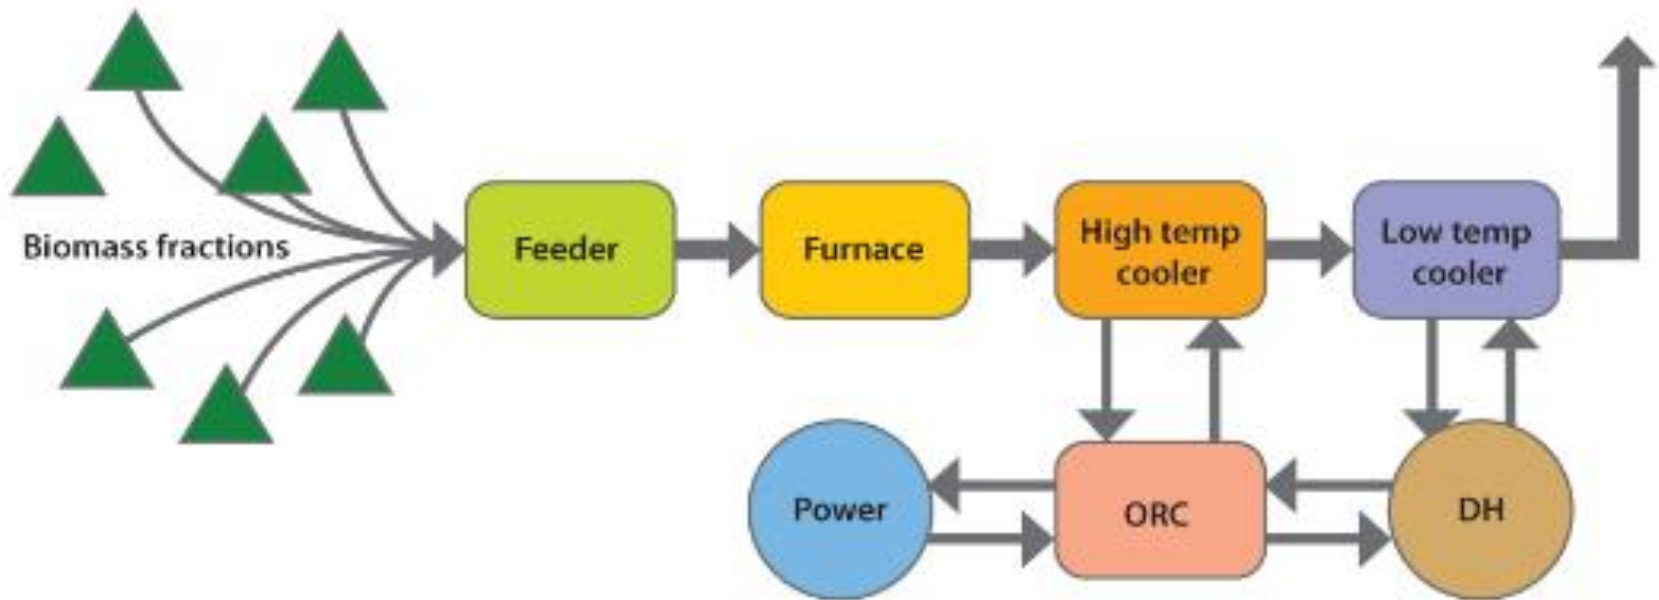 Biomass fractions
Feeder
Furnace
High temp
cooler
Low temp
cooler
Power
ORC
DH